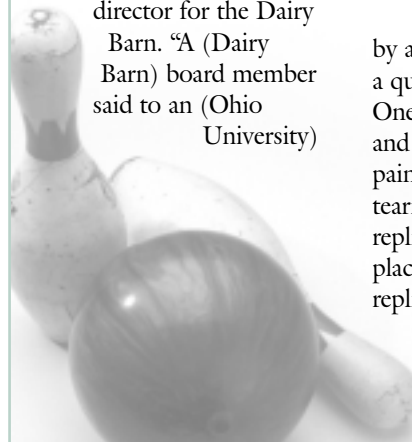 director for the Dairy
Barn. “A (Dairy
Barn) board member
said to an (Ohio
University)
by a
a qu
One
and
pain
tear
repl
plac
repl